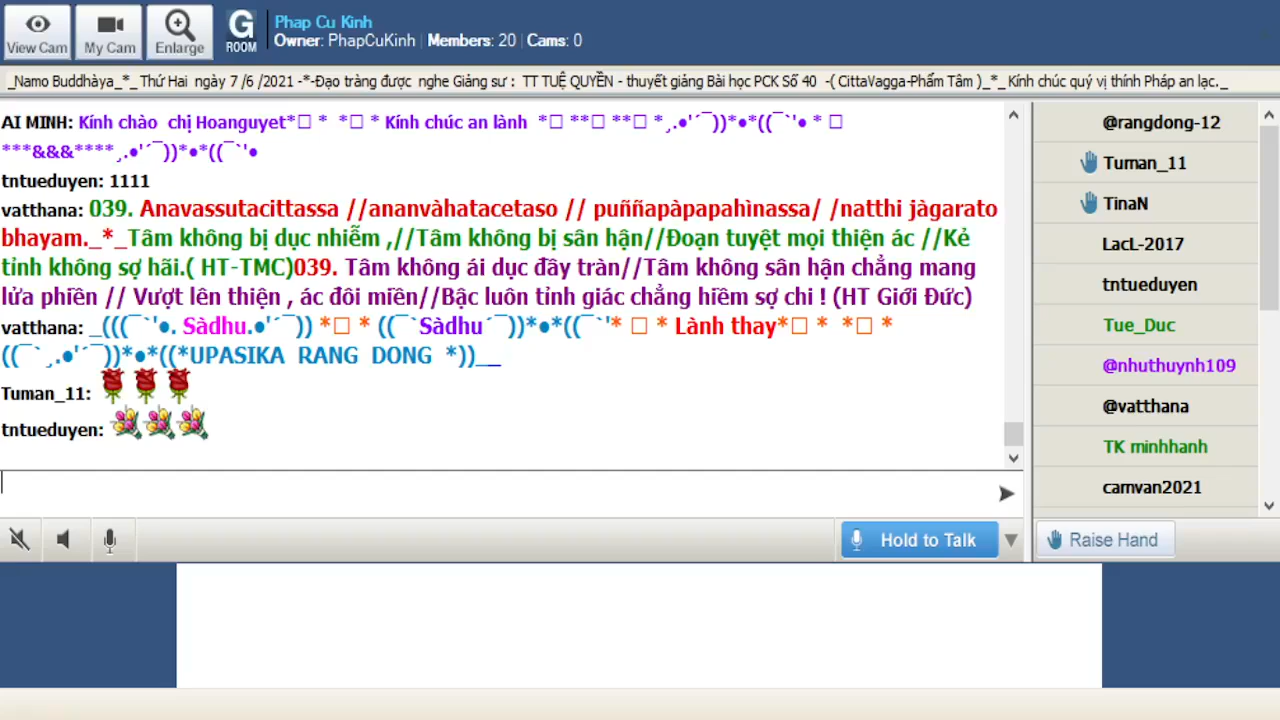 View Cam
My Cam
Enlarge
G ROOM
Phap Cu Kinh
Owner: PhapCuKinh | Members: 20 | Cams: 0
_Namo Buddhàya_*_ Thứ Hai ngày 7 /6 /2021 -*-Đạo tràng được nghe Giảng sư : TT TUỆ QUYỀN - thuyết giảng Bài học PCK Số 40 -( CittaVagga-Phẩm Tâm )_*_ Kính chúc quý vị thính Pháp an lạc._
AI MINH: Kính chào chị Hoanguyet*□ * *□ * Kính chúc an lành *□ **□ **□ *¸.●'´¯))*●*((¯`'● * □
***&&&****¸.●'´¯))*●*((¯`'●
tntueduyen: 1111
vatthana: 039. Anavassutacittassa //ananvàhatacetaso // puññapàpapahìnassa/ /natthi jàgarato
bhayam._*_Tâm không bị dục nhiễm ,//Tâm không bị sân hận//Đoạn tuyệt mọi thiện ác //Kẻ
tỉnh không sợ hãi.( HT-TMC)039. Tâm không ái dục đầy tràn//Tâm không sân hận chẳng mang
lửa phiền // Vượt lên thiện , ác đôi miền//Bậc luôn tỉnh giác chẳng hiềm sợ chi ! (HT Giới Đức)
vatthana: _(((¯`'●. Sàdhu.●'´¯)) *□ * ((¯`Sàdhu´¯))*●*((¯`'* □ * Lành thay*□ * *□ *
((¯`¸.●'´¯))*●*((*UPASIKA RANG DONG *))__
Tuman_11:
tntueduyen:
Hold to Talk
@rangdong-12
Tuman_11
TinaN
LacL-2017
tntueduyen
Tue_Duc
@nhuthuynh109
@vatthana
TK minhhanh
camvan2021
Raise Hand